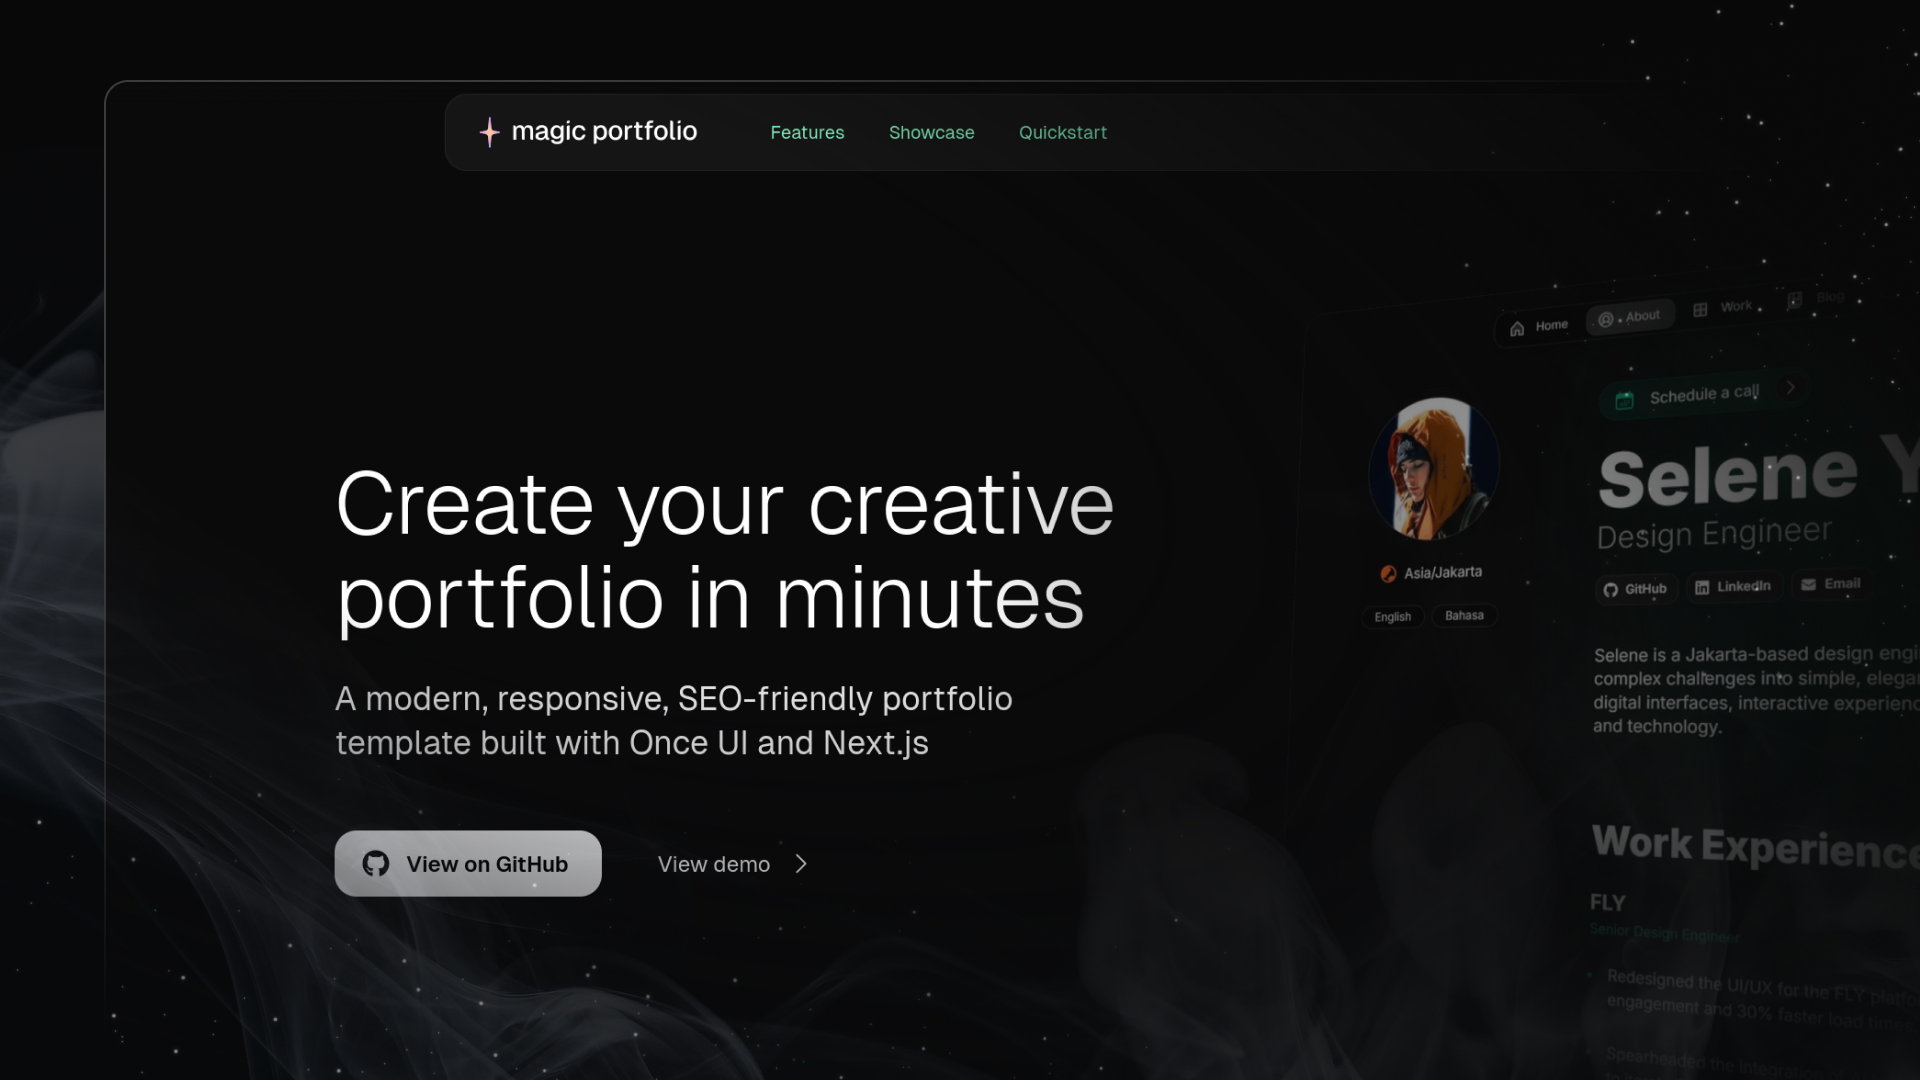 magic portfolio
Features
Showcase
Quickstart
Create your creative
portfolio in minutes
A modern, responsive, SEO-friendly portfolio
template built with Once UI and Next.js
View on GitHub
View demo
Home
About
Work
Blog
Schedule a call
Selene Y
Design Engineer
Asia/Jakarta
GitHub
LinkedIn
Email
English
Bahasa
Selene is a Jakarta-based design engi
complex challenges into simple, elegan
digital interfaces, interactive experienc
and technology.
Work Experience
FLY
Senior Design Engineer
Redesigned the UI/UX for the FLY platfo
engagement and 30% faster load time
Spearheaded the integration of